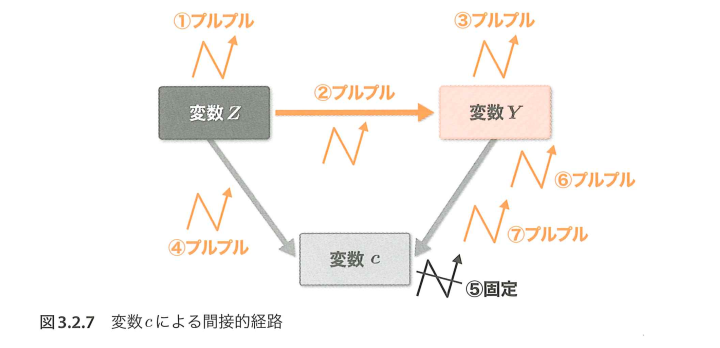 ①プルプル
③プルプル
②プルプル
変数 Z
変数 Y
⑥プルプル
④プルプル
⑦プルプル
変数 c
⑤固定
図3.2.7 変数cによる間接的経路